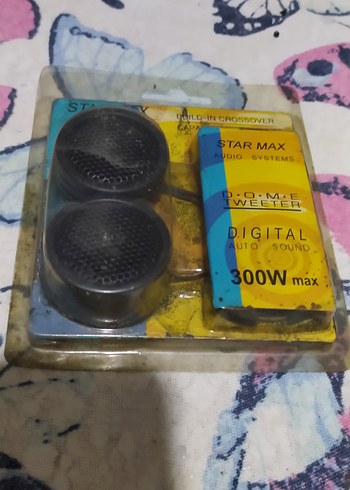 BUILD-IN CROSSOVER
STAR MAX
AUDIO SYSTEMS
D·O·M·E
TWEETER
DIGITAL
AUTO SOUND
300W max